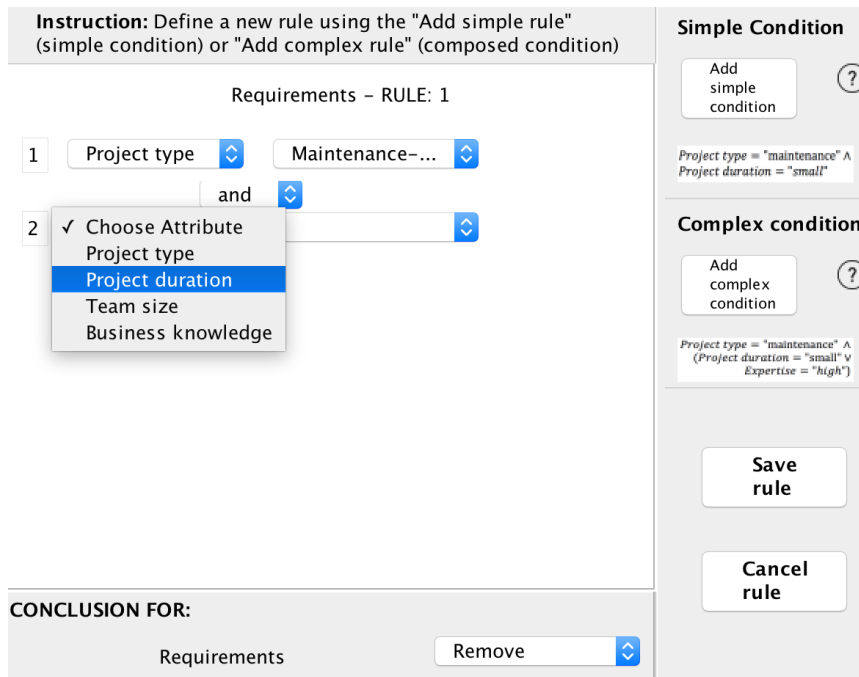 Instruction: Define a new rule using the "Add simple rule"
(simple condition) or "Add complex rule" (composed condition)
Requirements – RULE: 1
1 Project type Maintenance–...
and
2 ✓ Choose Attribute
Project type
Project duration
Team size
Business knowledge
CONCLUSION FOR:
Requirements Remove
Simple Condition
Add
simple
condition
?
Project type = "maintenance" ∧
Project duration = "small"
Complex condition
Add
complex
condition
?
Project type = "maintenance" ∧
(Project duration = "small" ∨
Expertise = "high")
Save
rule
Cancel
rule